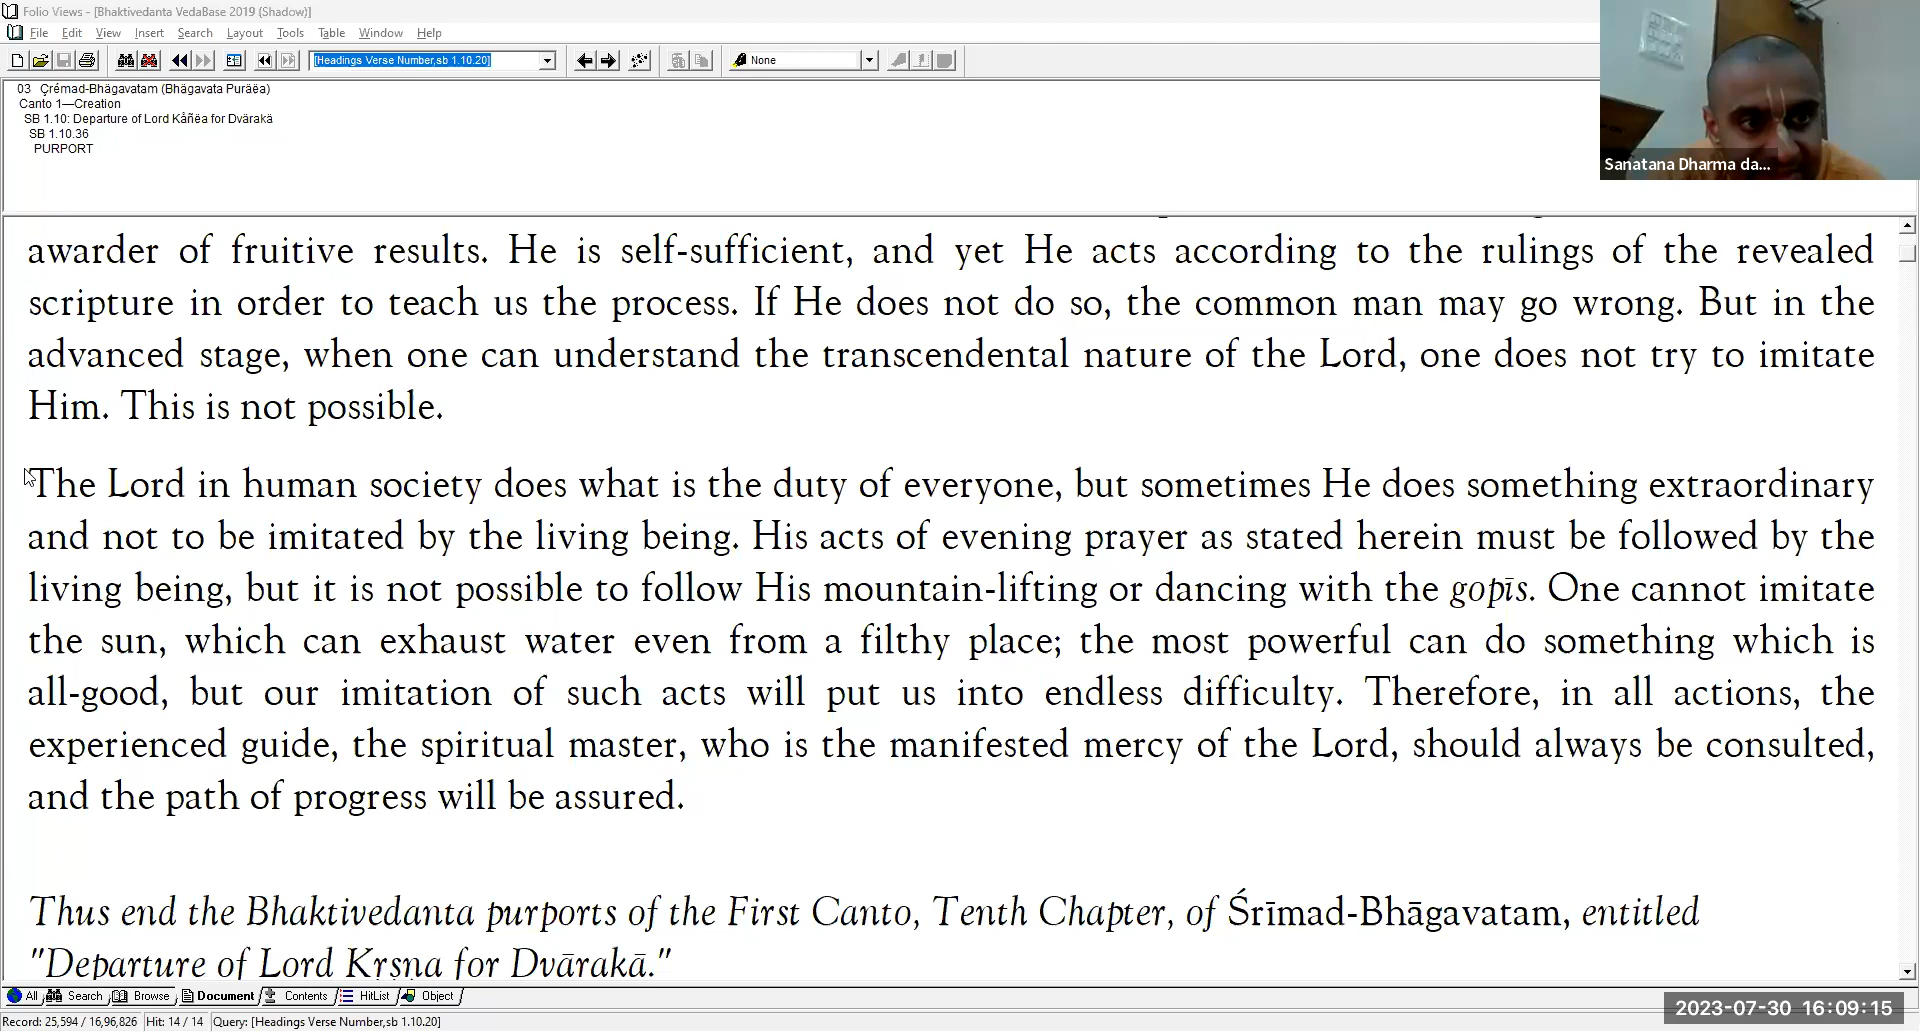 Folio Views - [Bhaktivedanta VedaBase 2019 (Shadow)]
File Edit View Insert Search Layout Tools Table Window Help
[Headings Verse Number,sb 1.10.20] None
03 Çrémad-Bhägavatam (Bhägavata Puräëa)
Canto 1—Creation
SB 1.10: Departure of Lord Kåñëa for Dvärakä
SB 1.10.36
PURPORT
Sanatana Dharma da...
awarder of fruitive results. He is self-sufficient, and yet He acts according to the rulings of the revealed
scripture in order to teach us the process. If He does not do so, the common man may go wrong. But in the
advanced stage, when one can understand the transcendental nature of the Lord, one does not try to imitate
Him. This is not possible.
The Lord in human society does what is the duty of everyone, but sometimes He does something extraordinary
and not to be imitated by the living being. His acts of evening prayer as stated herein must be followed by the
living being, but it is not possible to follow His mountain-lifting or dancing with the gopīs. One cannot imitate
the sun, which can exhaust water even from a filthy place; the most powerful can do something which is
all-good, but our imitation of such acts will put us into endless difficulty. Therefore, in all actions, the
experienced guide, the spiritual master, who is the manifested mercy of the Lord, should always be consulted,
and the path of progress will be assured.
Thus end the Bhaktivedanta purports of the First Canto, Tenth Chapter, of Śrīmad-Bhāgavatam, entitled
"Departure of Lord Kṛṣṇa for Dvārakā."
All Search Browse Document Contents HitList Object
Record: 25,594 / 16,96,826 Hit: 14 / 14 Query: [Headings Verse Number,sb 1.10.20]
2023-07-30 16:09:15